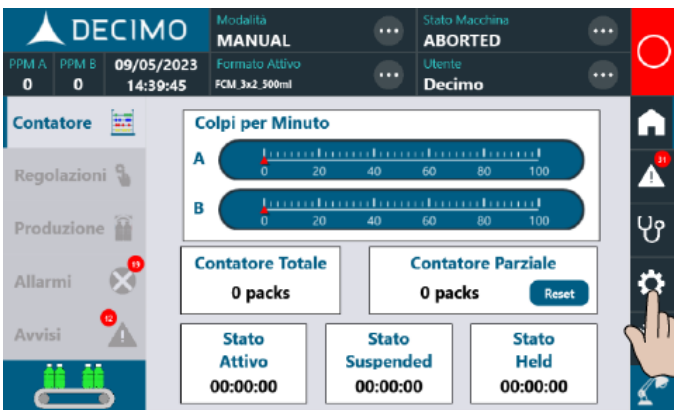 DECIMO
Modalità
MANUAL
Stato Macchina
ABORTED
PPM A
0
PPM B
0
09/05/2023
14:39:45
Formato Attivo
FCM_3x2_500ml
Utente
Decimo
Contatore
Regolazioni
Produzione
Allarmi
19
Avvisi
12
Colpi per Minuto
A
0 20 40 60 80 100
B
0 20 40 60 80 100
Contatore Totale
0 packs
Contatore Parziale
0 packs
Reset
Stato
Attivo
00:00:00
Stato
Suspended
00:00:00
Stato
Held
00:00:00
31